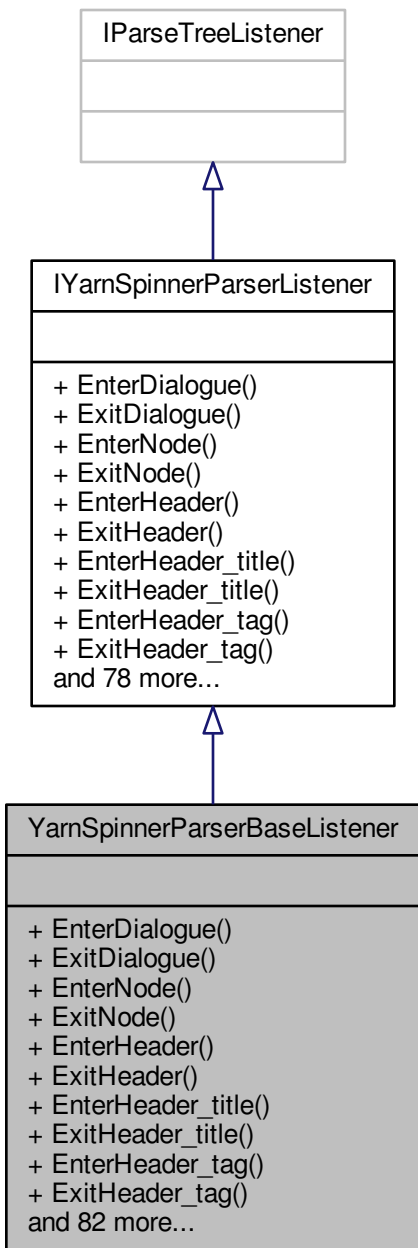 IParseTreeListener
IYarnSpinnerParserListener
+ EnterDialogue()
+ ExitDialogue()
+ EnterNode()
+ ExitNode()
+ EnterHeader()
+ ExitHeader()
+ EnterHeader_title()
+ ExitHeader_title()
+ EnterHeader_tag()
+ ExitHeader_tag()
and 78 more...
YarnSpinnerParserBaseListener
+ EnterDialogue()
+ ExitDialogue()
+ EnterNode()
+ ExitNode()
+ EnterHeader()
+ ExitHeader()
+ EnterHeader_title()
+ ExitHeader_title()
+ EnterHeader_tag()
+ ExitHeader_tag()
and 82 more...